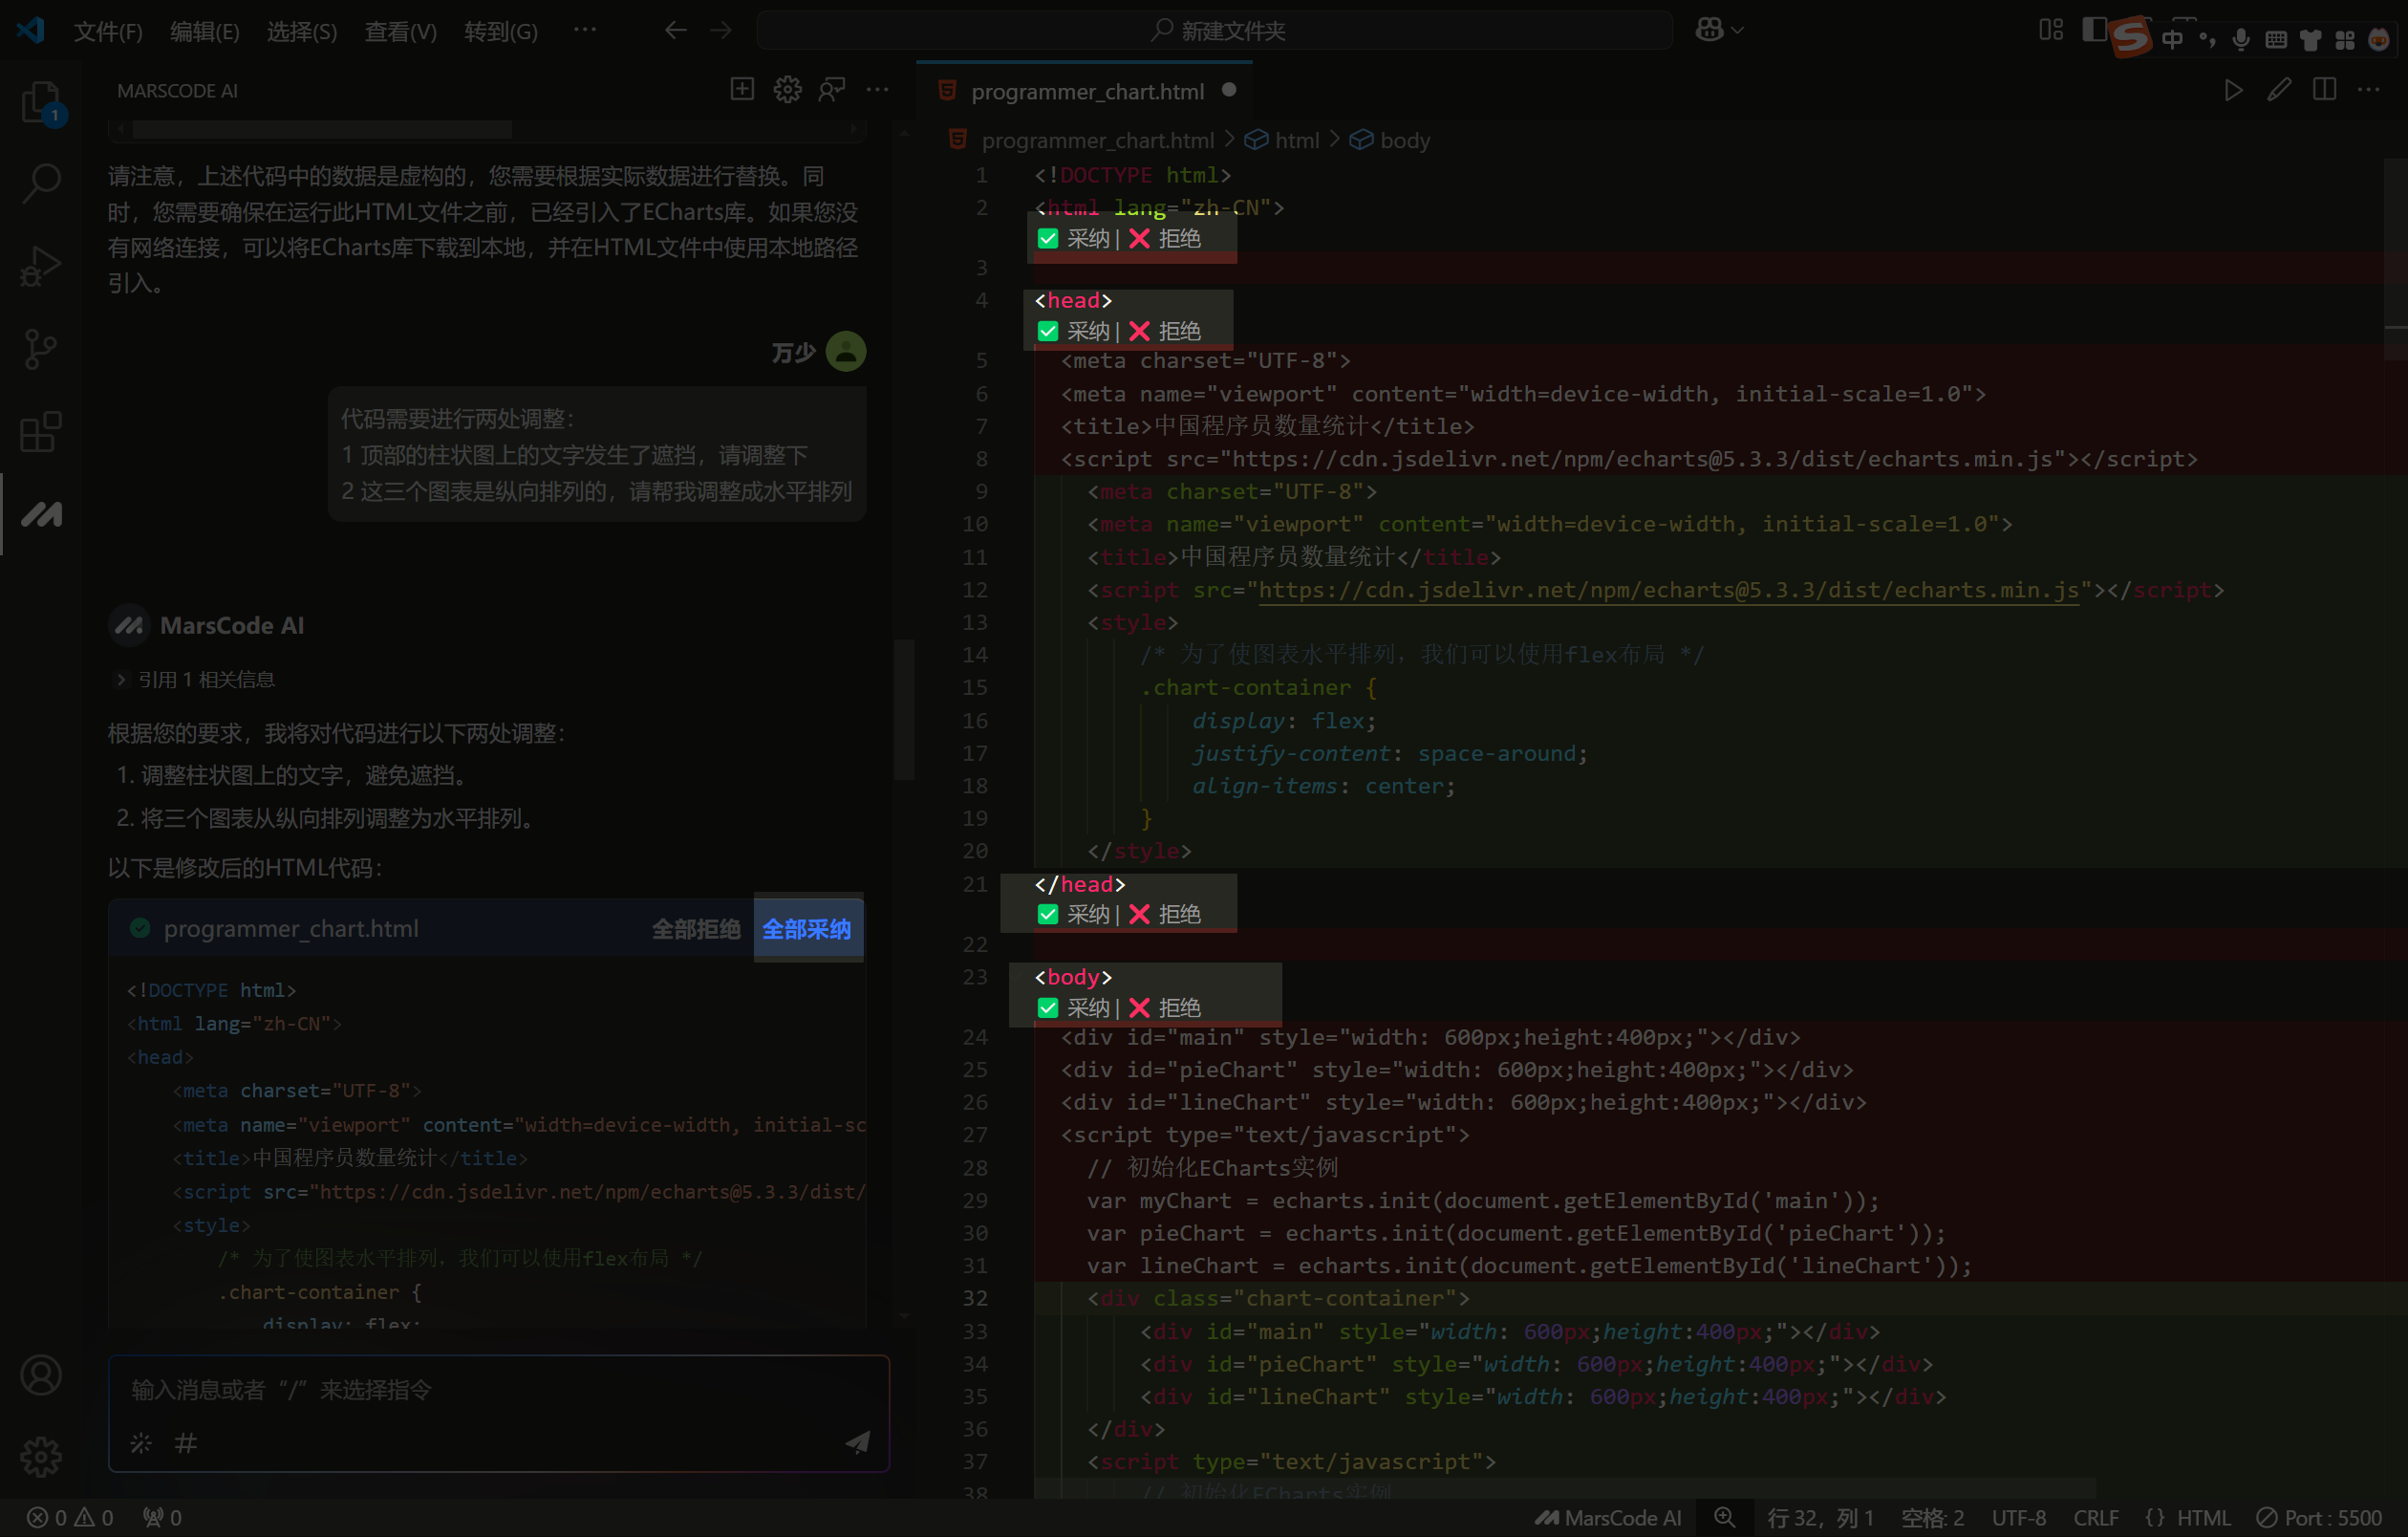 文件(F) 编辑(E) 选择(S) 查看(V) 转到(G) ··· 新建文件夹 中
MARSCODE AI
1
请注意，上述代码中的数据是虚构的，您需要根据实际数据进行替换。同
时，您需要确保在运行此HTML文件之前，已经引入了ECharts库。如果您没
有网络连接，可以将ECharts库下载到本地，并在HTML文件中使用本地路径
引入。
万少
代码需要进行两处调整：
1 顶部的柱状图上的文字发生了遮挡，请调整下
2 这三个图表是纵向排列的，请帮我调整成水平排列
MarsCode AI
引用 1 相关信息
根据您的要求，我将对代码进行以下两处调整：
1. 调整柱状图上的文字，避免遮挡。
2. 将三个图表从纵向排列调整为水平排列。
以下是修改后的HTML代码：
programmer_chart.html 全部拒绝 全部采纳
<!DOCTYPE html>
<html lang="zh-CN">
<head>
<meta charset="UTF-8">
<meta name="viewport" content="width=device-width, initial-sc
<title>中国程序员数量统计</title>
<script src="https://cdn.jsdelivr.net/npm/echarts@5.3.3/dist/
<style>
/* 为了使图表水平排列，我们可以使用flex布局 */
.chart-container {
display: flex;
输入消息或者 “/” 来选择指令
programmer_chart.html
programmer_chart.html > html > body
1 <!DOCTYPE html>
2 <html lang="zh-CN">
采纳 | 拒绝
3
4 <head>
采纳 | 拒绝
5 <meta charset="UTF-8">
6 <meta name="viewport" content="width=device-width, initial-scale=1.0">
7 <title>中国程序员数量统计</title>
8 <script src="https://cdn.jsdelivr.net/npm/echarts@5.3.3/dist/echarts.min.js"></script>
9 <meta charset="UTF-8">
10 <meta name="viewport" content="width=device-width, initial-scale=1.0">
11 <title>中国程序员数量统计</title>
12 <script src="https://cdn.jsdelivr.net/npm/echarts@5.3.3/dist/echarts.min.js"></script>
13 <style>
14 /* 为了使图表水平排列，我们可以使用flex布局 */
15 .chart-container {
16 display: flex;
17 justify-content: space-around;
18 align-items: center;
19 }
20 </style>
21 </head>
采纳 | 拒绝
22
23 <body>
采纳 | 拒绝
24 <div id="main" style="width: 600px;height:400px;"></div>
25 <div id="pieChart" style="width: 600px;height:400px;"></div>
26 <div id="lineChart" style="width: 600px;height:400px;"></div>
27 <script type="text/javascript">
28 // 初始化ECharts实例
29 var myChart = echarts.init(document.getElementById('main'));
30 var pieChart = echarts.init(document.getElementById('pieChart'));
31 var lineChart = echarts.init(document.getElementById('lineChart'));
32 <div class="chart-container">
33 <div id="main" style="width: 600px;height:400px;"></div>
34 <div id="pieChart" style="width: 600px;height:400px;"></div>
35 <div id="lineChart" style="width: 600px;height:400px;"></div>
36 </div>
37 <script type="text/javascript">
38 // 初始化ECharts实例
0 0 0 MarsCode AI 行 32，列 1 空格: 2 UTF-8 CRLF {} HTML Port : 5500